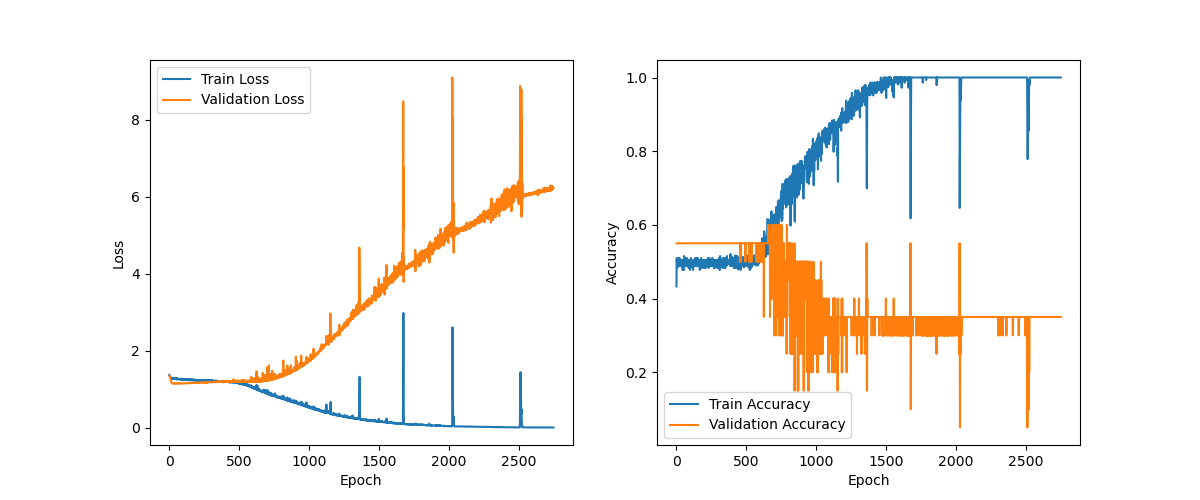 Train Loss
Validation Loss
Loss
8
6
4
2
0
0 500 1000 1500 2000 2500
Epoch
Accuracy
1.0
0.8
0.6
0.4
0.2
Train Accuracy
Validation Accuracy
0 500 1000 1500 2000 2500
Epoch